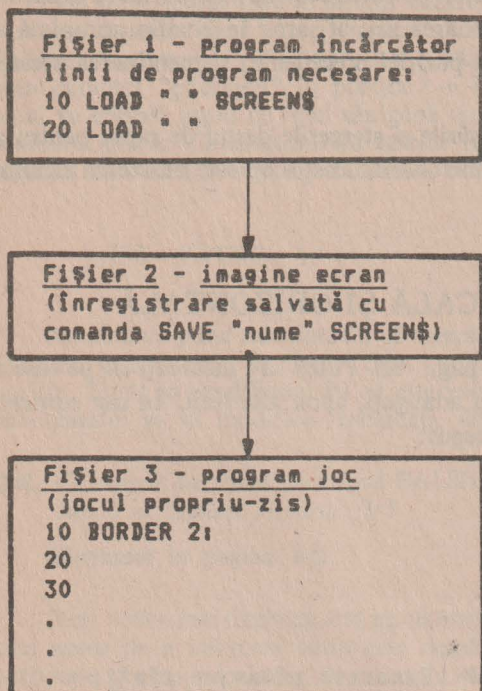 Fişier 1 - program încărcător
linii de program necesare:
10 LOAD " " SCREEN$
20 LOAD " "
Fişier 2 - imagine ecran
(înregistrare salvată cu
comanda SAVE "nume" SCREEN$)
Fişier 3 - program joc
(jocul propriu-zis)
10 BORDER 2:
20
30
.
.
.